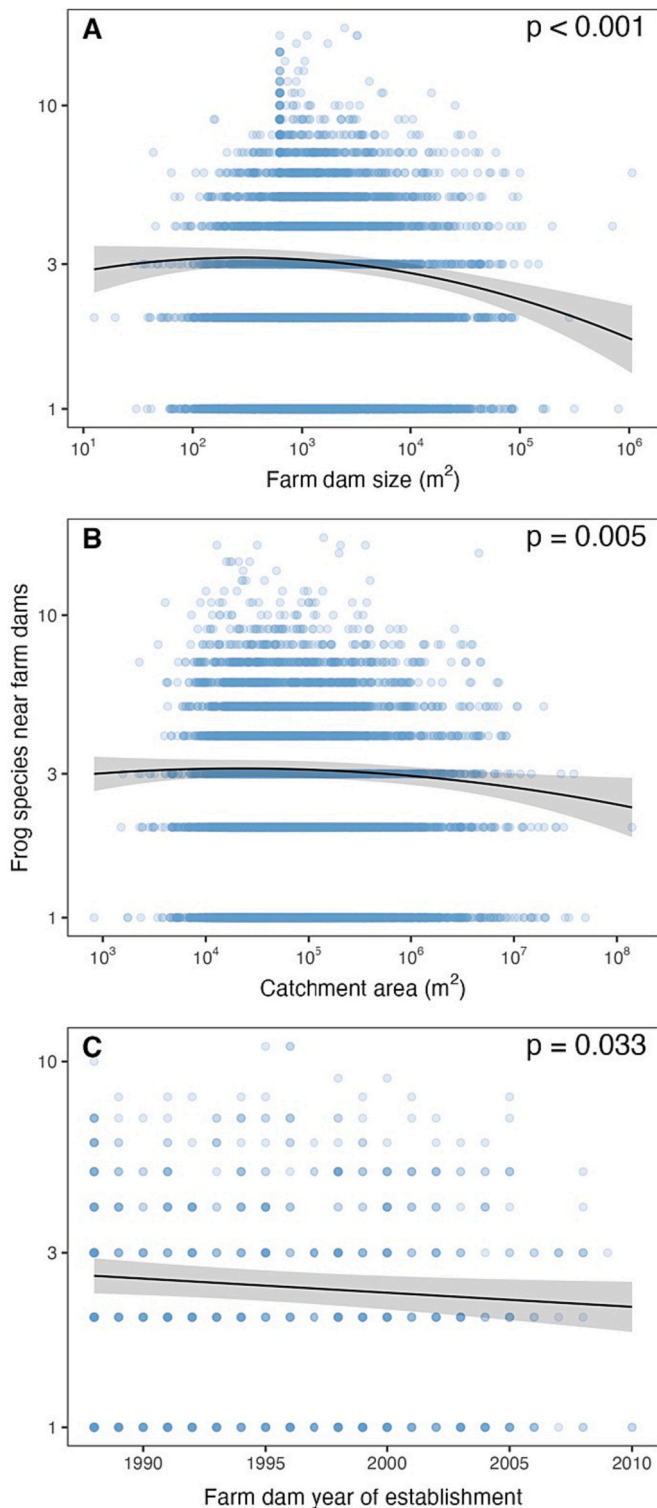 A
p < 0.001
10
3
1
10¹ 10² 10³ 10⁴ 10⁵ 10⁶
Farm dam size (m²)
Frog species near farm dams
B
p = 0.005
10
3
1
10³ 10⁴ 10⁵ 10⁶ 10⁷ 10⁸
Catchment area (m²)
C
p = 0.033
10
3
1
1990 1995 2000 2005 2010
Farm dam year of establishment